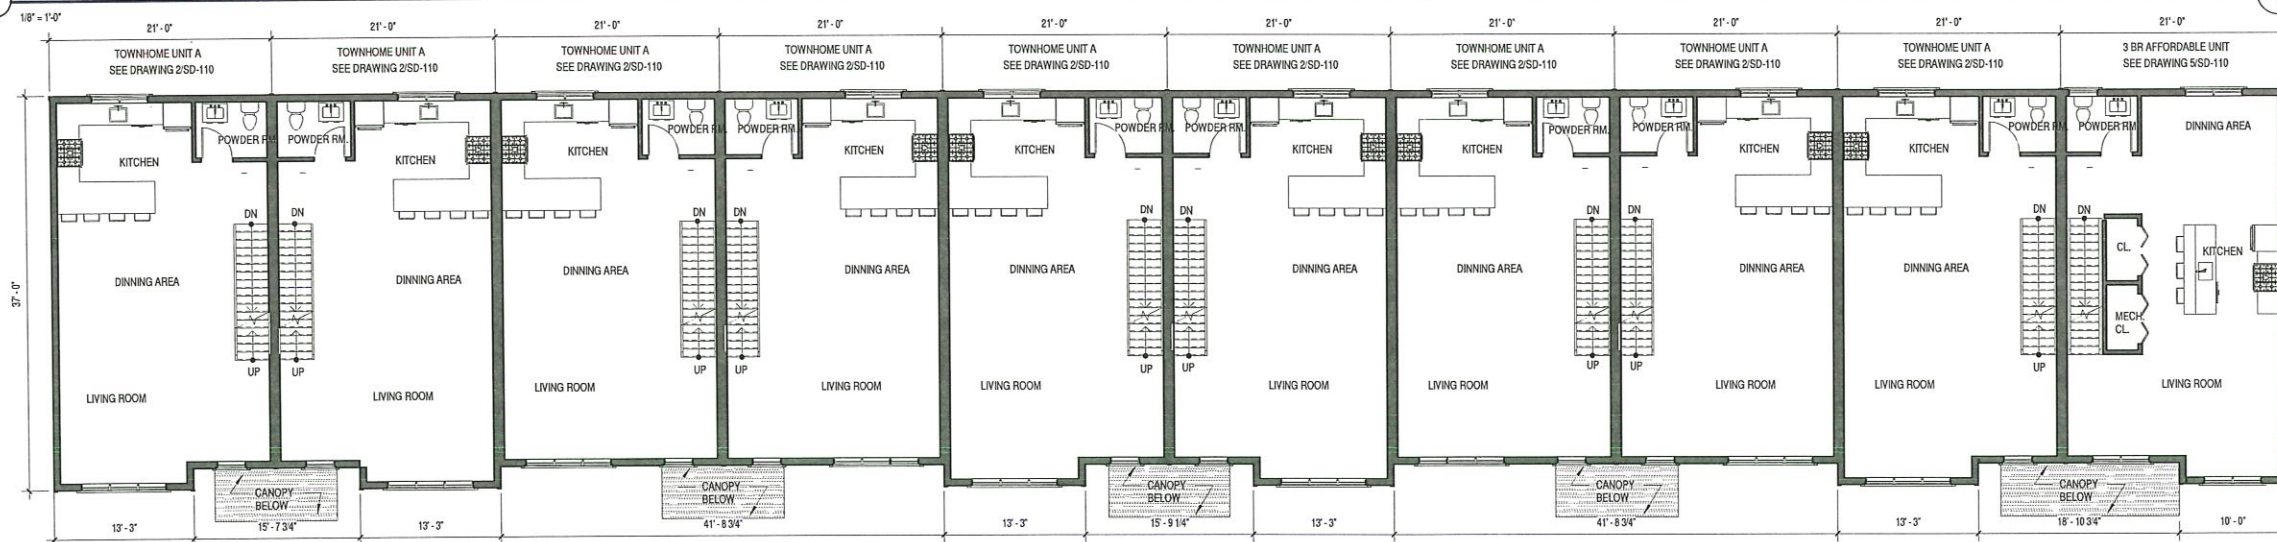 1/8" = 1'-0"
21' - 0" 21' - 0" 21' - 0" 21' - 0" 21' - 0" 21' - 0" 21' - 0" 21' - 0" 21' - 0" 21' - 0"
TOWNHOME UNIT A TOWNHOME UNIT A TOWNHOME UNIT A TOWNHOME UNIT A TOWNHOME UNIT A TOWNHOME UNIT A TOWNHOME UNIT A TOWNHOME UNIT A TOWNHOME UNIT A 3 BR AFFORDABLE UNIT
SEE DRAWING 2/SD-110 SEE DRAWING 2/SD-110 SEE DRAWING 2/SD-110 SEE DRAWING 2/SD-110 SEE DRAWING 2/SD-110 SEE DRAWING 2/SD-110 SEE DRAWING 2/SD-110 SEE DRAWING 2/SD-110 SEE DRAWING 2/SD-110 SEE DRAWING 5/SD-110
POWDER RM. POWDER RM. POWDER RM. POWDER RM. POWDER RM. POWDER RM. POWDER RM. POWDER RM. POWDER RM. POWDER RM. DINNING AREA
KITCHEN KITCHEN KITCHEN KITCHEN KITCHEN KITCHEN KITCHEN KITCHEN KITCHEN
DN DN DN DN DN DN DN DN DN DN
CL. KITCHEN
DINNING AREA DINNING AREA DINNING AREA DINNING AREA DINNING AREA DINNING AREA DINNING AREA DINNING AREA DINNING AREA
37' - 0"
MECH.
CL.
UP UP UP UP UP UP UP UP UP
LIVING ROOM LIVING ROOM LIVING ROOM LIVING ROOM LIVING ROOM LIVING ROOM LIVING ROOM LIVING ROOM LIVING ROOM LIVING ROOM
CANOPY CANOPY CANOPY CANOPY CANOPY
BELOW BELOW BELOW BELOW BELOW
13' - 3" 15' - 7 3/4" 13' - 3" 41' - 8 3/4" 13' - 3" 15' - 9 1/4" 13' - 3" 41' - 8 3/4" 13' - 3" 18' - 10 3/4" 10' - 0"